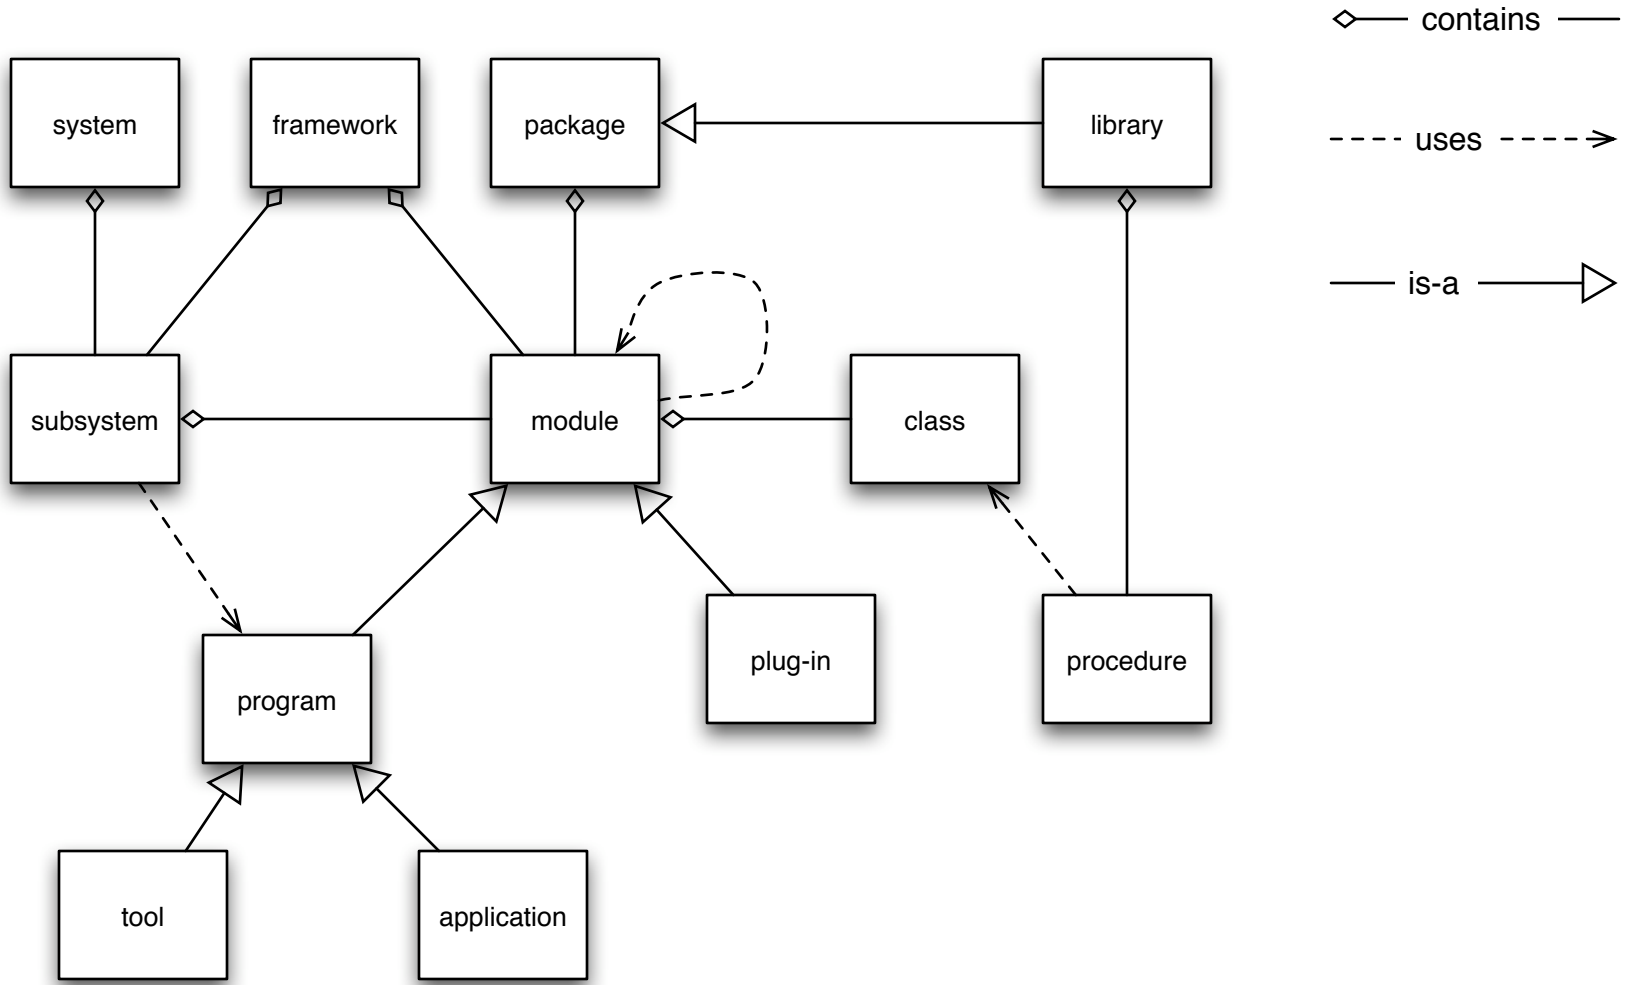 contains
system
framework
package
library
uses
is-a
subsystem
module
class
plug-in
procedure
program
tool
application